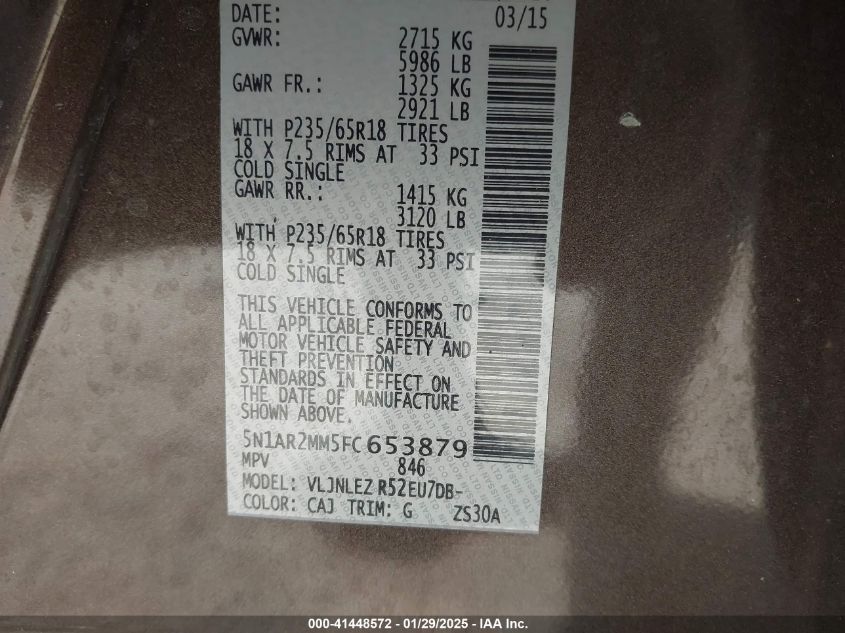 DATE: 03/15
GVWR: 2715 KG
5986 LB
GAWR FR.: 1325 KG
2921 LB
WITH P235/65R18 TIRES
18 X 7.5 RIMS AT 33 PSI
COLD SINGLE
GAWR RR.: 1415 KG
3120 LB
WITH P235/65R18 TIRES
18 X 7.5 RIMS AT 33 PSI
COLD SINGLE
THIS VEHICLE CONFORMS TO
ALL APPLICABLE FEDERAL
MOTOR VEHICLE SAFETY AND
THEFT PREVENTION
STANDARDS IN EFFECT ON
THE DATE OF MANUFACTURE
SHOWN ABOVE.
5N1AR2MM5FC653879
MPV 846
MODEL: VLJNLEZ R52EU7DB-
COLOR: CAJ TRIM: G ZS30A
000-41448572 - 01/29/2025 - IAA Inc.